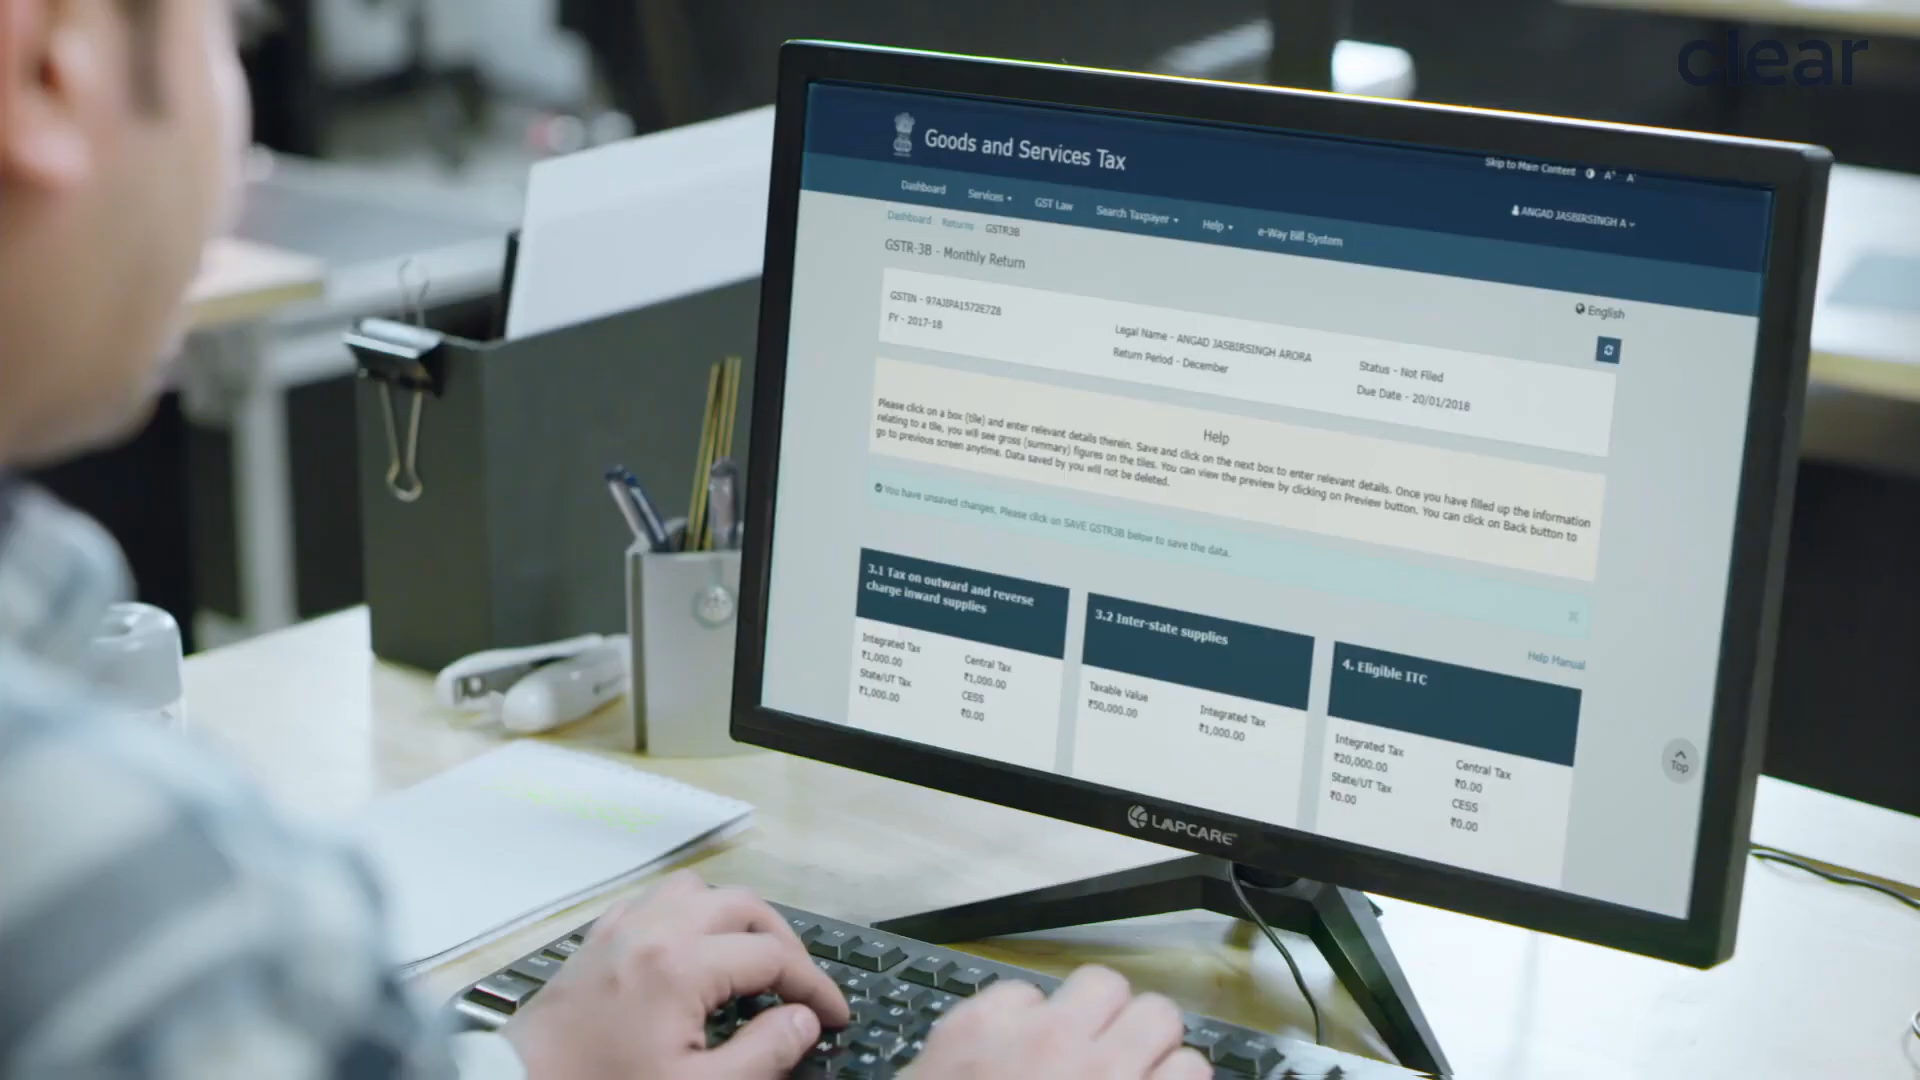 clear
Goods and Services Tax
Skip to Main Content A+ A-
ANGAD JASBIRSINGH A
Dashboard Services GST Law Search Taxpayer Help e-Way Bill System
Dashboard Returns GSTR3B
English
GSTR-3B - Monthly Return
GSTIN - 97AJIPA1572E7Z8
Legal Name - ANGAD JASBIRSINGH ARORA
Status - Not Filed
FY - 2017-18
Return Period - December
Due Date - 20/01/2018
Help
Please click on a box (tile) and enter relevant details therein. Save and click on the next box to enter relevant details. Once you have filled up the information
relating to a tile, you will see gross (summary) figures on the tiles. You can view the preview by clicking on Preview button. You can click on Back button to
go to previous screen anytime. Data saved by you will not be deleted.
You have unsaved changes, Please click on SAVE GSTR3B below to save the data.
Help Manual
3.1 Tax on outward and reverse
charge inward supplies
Integrated Tax Central Tax
₹1,000.00 ₹1,000.00
State/UT Tax CESS
₹1,000.00 ₹0.00
3.2 Inter-state supplies
Taxable Value Integrated Tax
₹50,000.00 ₹1,000.00
4. Eligible ITC
Integrated Tax Central Tax
₹20,000.00 ₹0.00
State/UT Tax CESS
₹0.00 ₹0.00
Top
LAPCARE